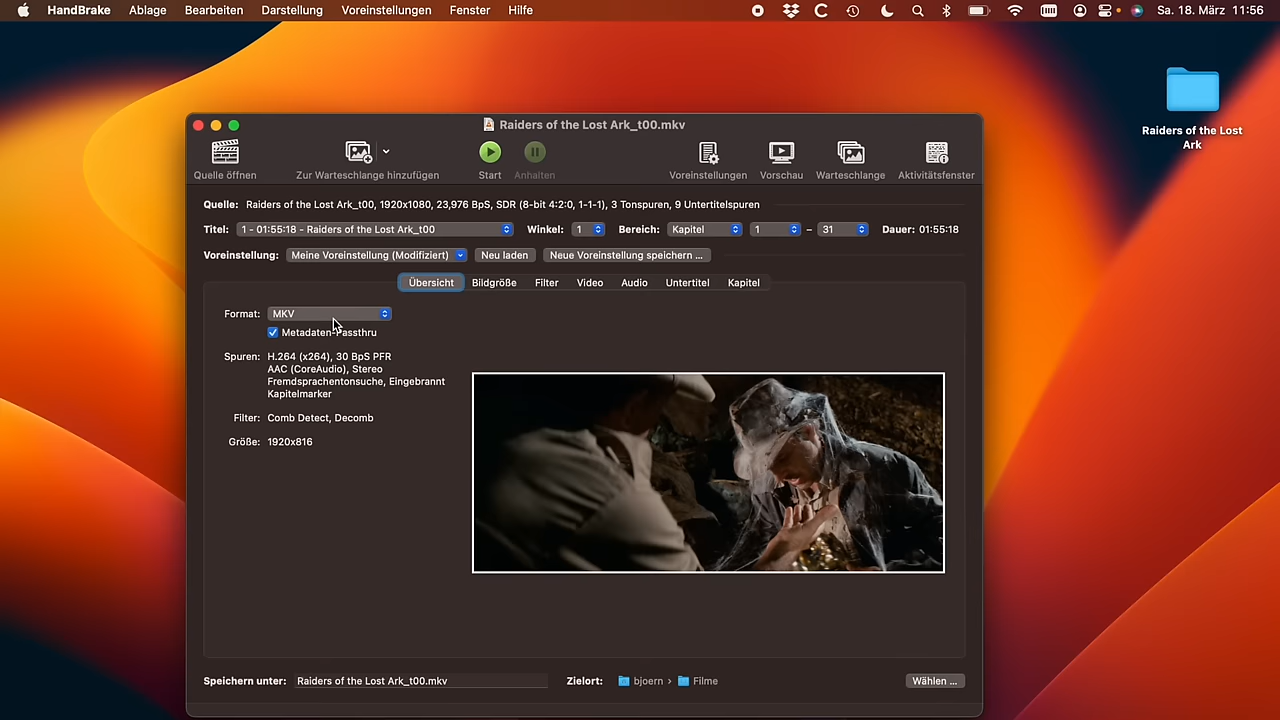 HandBrake Ablage Bearbeiten Darstellung Voreinstellungen Fenster Hilfe Sa. 18. März 11:56
Raiders of the Lost
Ark
Raiders of the Lost Ark_t00.mkv
Quelle öffnen Zur Warteschlange hinzufügen Start Anhalten Voreinstellungen Vorschau Warteschlange Aktivitätsfenster
Quelle: Raiders of the Lost Ark_t00, 1920x1080, 23,976 BpS, SDR (8-bit 4:2:0, 1-1-1), 3 Tonspuren, 9 Untertitelspuren
Titel: 1 - 01:55:18 - Raiders of the Lost Ark_t00 Winkel: 1 Bereich: Kapitel 1 – 31 Dauer: 01:55:18
Voreinstellung: Meine Voreinstellung (Modifiziert) Neu laden Neue Voreinstellung speichern ...
Übersicht Bildgröße Filter Video Audio Untertitel Kapitel
Format: MKV
Metadaten-Passthru
Spuren: H.264 (x264), 30 BpS PFR
AAC (CoreAudio), Stereo
Fremdsprachentonsuche, Eingebrannt
Kapitelmarker
Filter: Comb Detect, Decomb
Größe: 1920x816
Speichern unter: Raiders of the Lost Ark_t00.mkv Zielort: bjoern › Filme Wählen ...